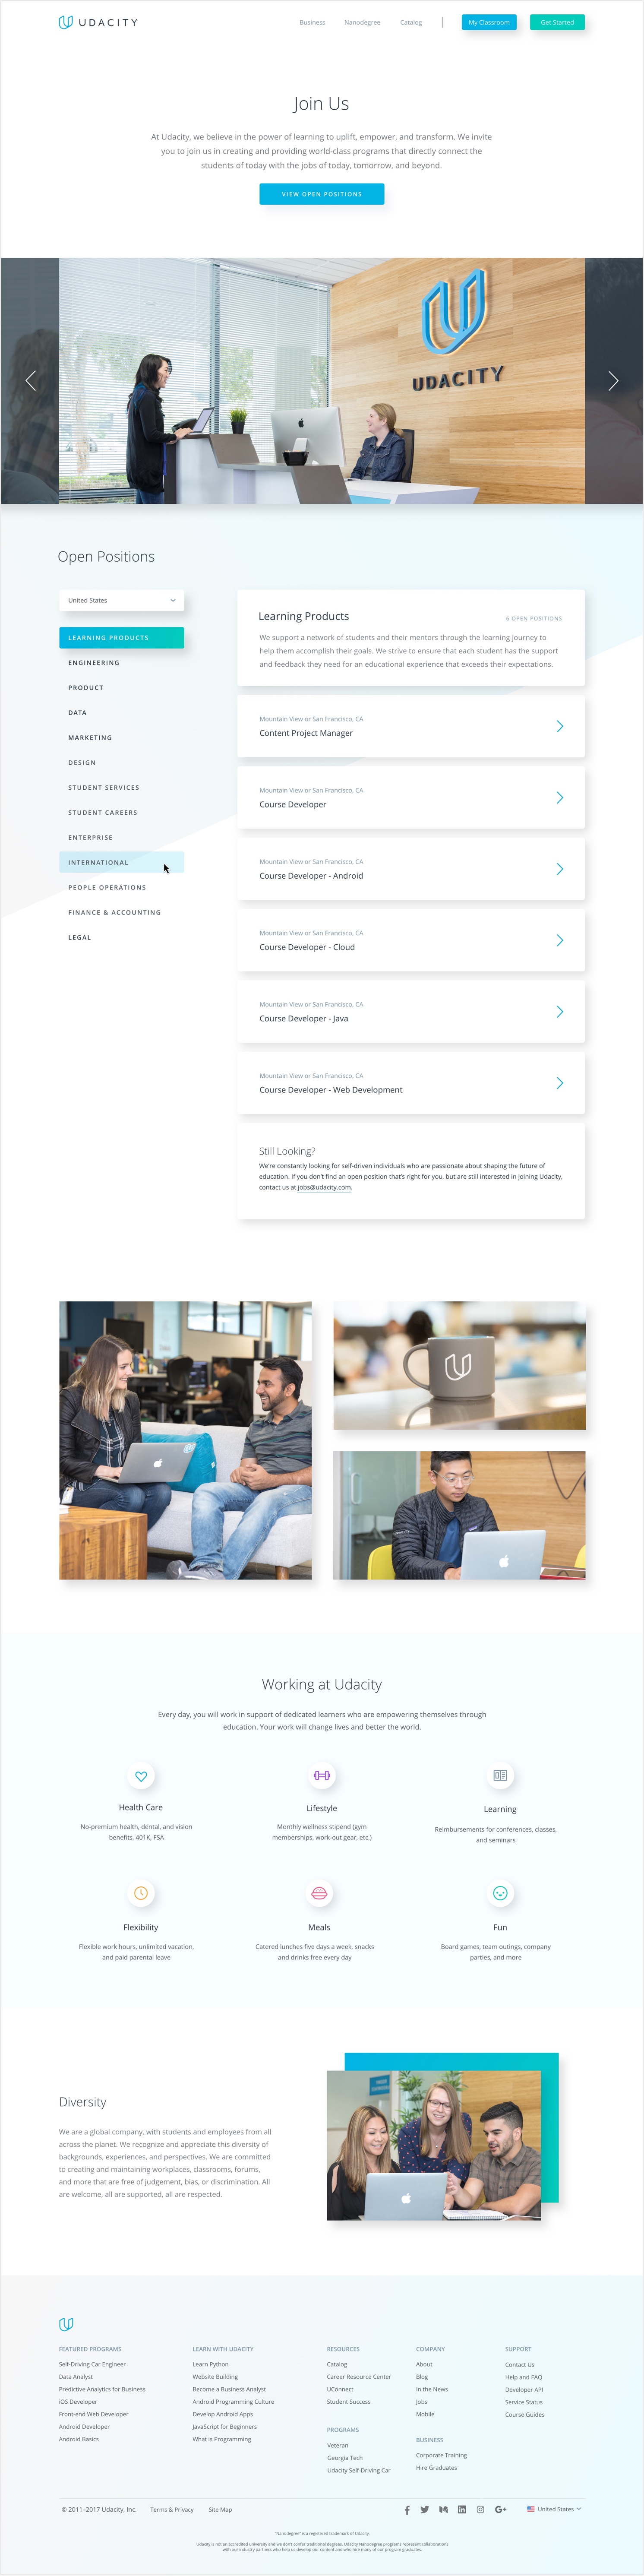 UDACITY
Business Nanodegree Catalog My Classroom Get Started
Join Us
At Udacity, we believe in the power of learning to uplift, empower, and transform. We invite
you to join us in creating and providing world-class programs that directly connect the
students of today with the jobs of today, tomorrow, and beyond.
VIEW OPEN POSITIONS
UDACITY
Open Positions
United States
LEARNING PRODUCTS
ENGINEERING
PRODUCT
DATA
MARKETING
DESIGN
STUDENT SERVICES
STUDENT CAREERS
ENTERPRISE
INTERNATIONAL
PEOPLE OPERATIONS
FINANCE & ACCOUNTING
LEGAL
Learning Products
6 OPEN POSITIONS
We support a network of students and their mentors through the learning journey to
help them accomplish their goals. We strive to ensure that each student has the support
and feedback they need for an educational experience that exceeds their expectations.
Mountain View or San Francisco, CA
Content Project Manager
Mountain View or San Francisco, CA
Course Developer
Mountain View or San Francisco, CA
Course Developer - Android
Mountain View or San Francisco, CA
Course Developer - Cloud
Mountain View or San Francisco, CA
Course Developer - Java
Mountain View or San Francisco, CA
Course Developer - Web Development
Still Looking?
We're constantly looking for self-driven individuals who are passionate about shaping the future of
education. If you don't find an open position that's right for you, but are still interested in joining Udacity,
contact us at jobs@udacity.com.
Working at Udacity
Every day, you will work in support of dedicated learners who are empowering themselves through
education. Your work will change lives and better the world.
Health Care
No-premium health, dental, and vision
benefits, 401K, FSA
Lifestyle
Monthly wellness stipend (gym
memberships, work-out gear, etc.)
Learning
Reimbursements for conferences, classes,
and seminars
Flexibility
Flexible work hours, unlimited vacation,
and paid parental leave
Meals
Catered lunches five days a week, snacks
and drinks free every day
Fun
Board games, team outings, company
parties, and more
Diversity
We are a global company, with students and employees from all
across the planet. We recognize and appreciate this diversity of
backgrounds, experiences, and perspectives. We are committed
to creating and maintaining workplaces, classrooms, forums,
and more that are free of judgement, bias, or discrimination. All
are welcome, all are supported, all are respected.
FEATURED PROGRAMS
Self-Driving Car Engineer
Data Analyst
Predictive Analytics for Business
iOS Developer
Front-end Web Developer
Android Developer
Android Basics
LEARN WITH UDACITY
Learn Python
Website Building
Become a Business Analyst
Android Programming Culture
Develop Android Apps
JavaScript for Beginners
What is Programming
RESOURCES
Catalog
Career Resource Center
UConnect
Student Success
PROGRAMS
Veteran
Georgia Tech
Udacity Self-Driving Car
COMPANY
About
Blog
In the News
Jobs
Mobile
BUSINESS
Corporate Training
Hire Graduates
SUPPORT
Contact Us
Help and FAQ
Developer API
Service Status
Course Guides
© 2011–2017 Udacity, Inc. Terms & Privacy Site Map
G+
United States
"Nanodegree" is a registered trademark of Udacity
Udacity is not an accredited university and we don't confer traditional degrees. Udacity Nanodegree programs represent collaborations
with our industry partners who help us develop our content and who hire many of our program graduates.